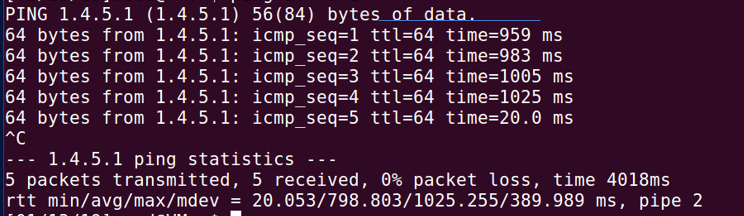 PING 1.4.5.1 (1.4.5.1) 56(84) bytes of data.
64 bytes from 1.4.5.1: icmp_seq=1 ttl=64 time=959 ms
64 bytes from 1.4.5.1: icmp_seq=2 ttl=64 time=983 ms
64 bytes from 1.4.5.1: icmp_seq=3 ttl=64 time=1005 ms
64 bytes from 1.4.5.1: icmp_seq=4 ttl=64 time=1025 ms
64 bytes from 1.4.5.1: icmp_seq=5 ttl=64 time=20.0 ms
^C
--- 1.4.5.1 ping statistics ---
5 packets transmitted, 5 received, 0% packet loss, time 4018ms
rtt min/avg/max/mdev = 20.053/798.803/1025.255/389.989 ms, pipe 2